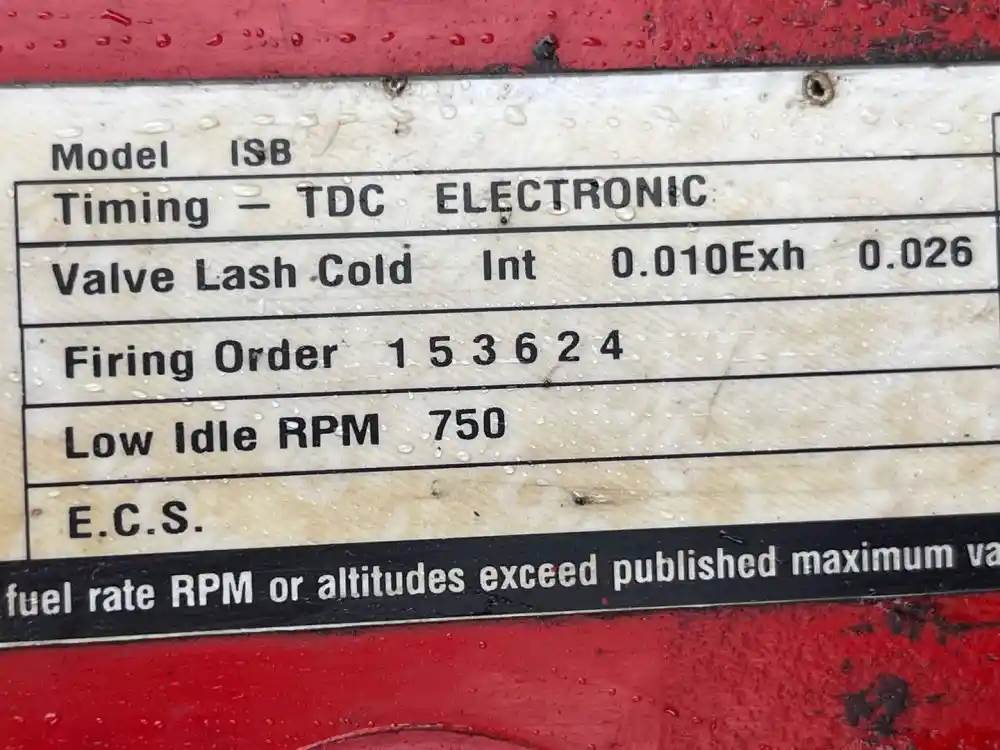 Model ISB
Timing – TDC ELECTRONIC
Valve Lash Cold Int 0.010Exh 0.026
Firing Order 1 5 3 6 2 4
Low Idle RPM 750
E.C.S.
fuel rate RPM or altitudes exceed published maximum va